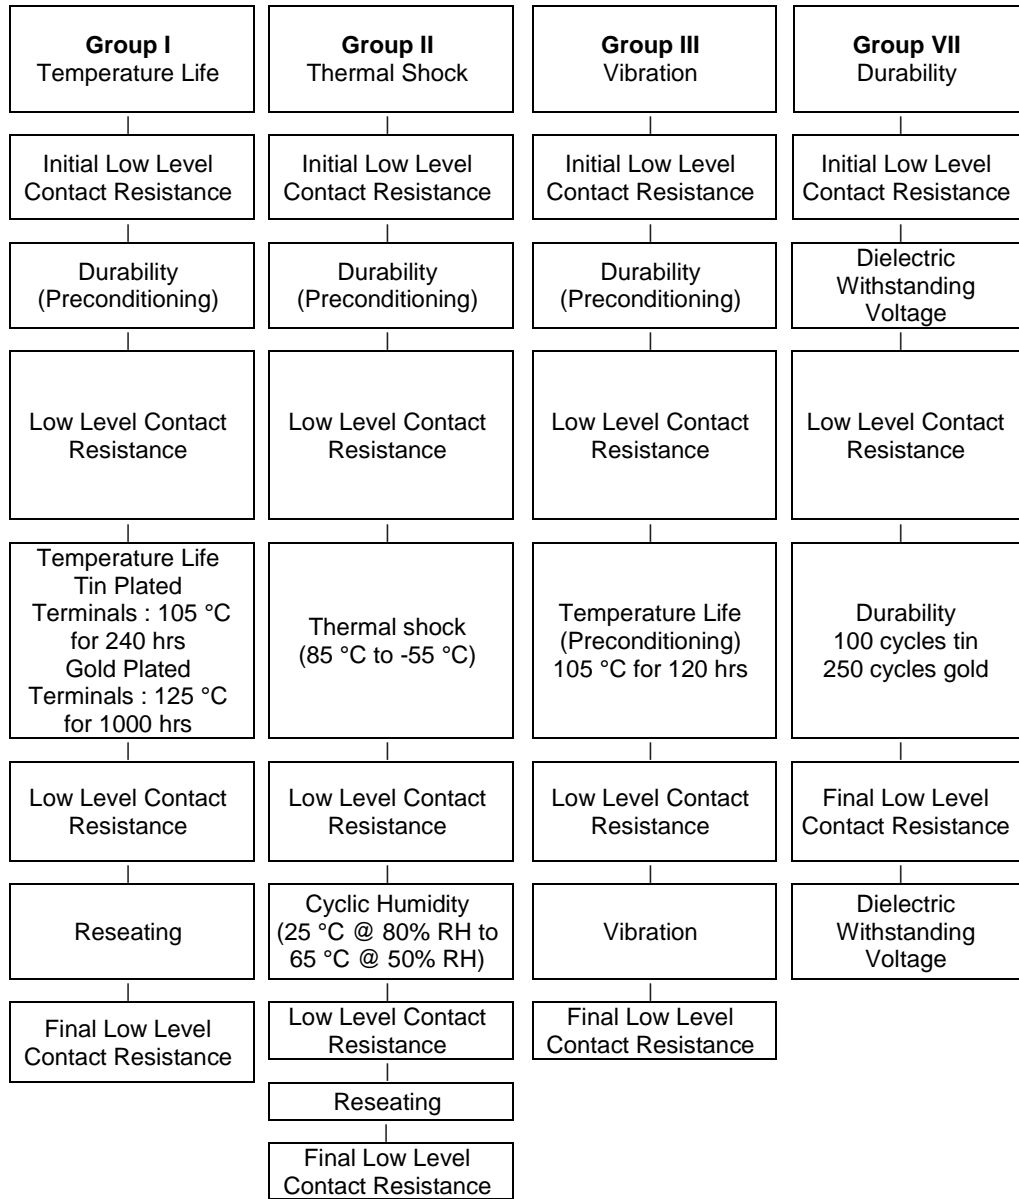 Group I
Temperature Life
Initial Low Level
Contact Resistance
Durability
(Preconditioning)
Low Level Contact
Resistance
Temperature Life
Tin Plated
Terminals : 105 °C
for 240 hrs
Gold Plated
Terminals : 125 °C
for 1000 hrs
Low Level Contact
Resistance
Reseating
Final Low Level
Contact Resistance
Group II
Thermal Shock
Initial Low Level
Contact Resistance
Durability
(Preconditioning)
Low Level Contact
Resistance
Thermal shock
(85 °C to -55 °C)
Low Level Contact
Resistance
Cyclic Humidity
(25 °C @ 80% RH to
65 °C @ 50% RH)
Low Level Contact
Resistance
Reseating
Final Low Level
Contact Resistance
Group III
Vibration
Initial Low Level
Contact Resistance
Durability
(Preconditioning)
Low Level Contact
Resistance
Temperature Life
(Preconditioning)
105 °C for 120 hrs
Low Level Contact
Resistance
Vibration
Final Low Level
Contact Resistance
Group VII
Durability
Initial Low Level
Contact Resistance
Dielectric
Withstanding
Voltage
Low Level Contact
Resistance
Durability
100 cycles tin
250 cycles gold
Final Low Level
Contact Resistance
Dielectric
Withstanding
Voltage